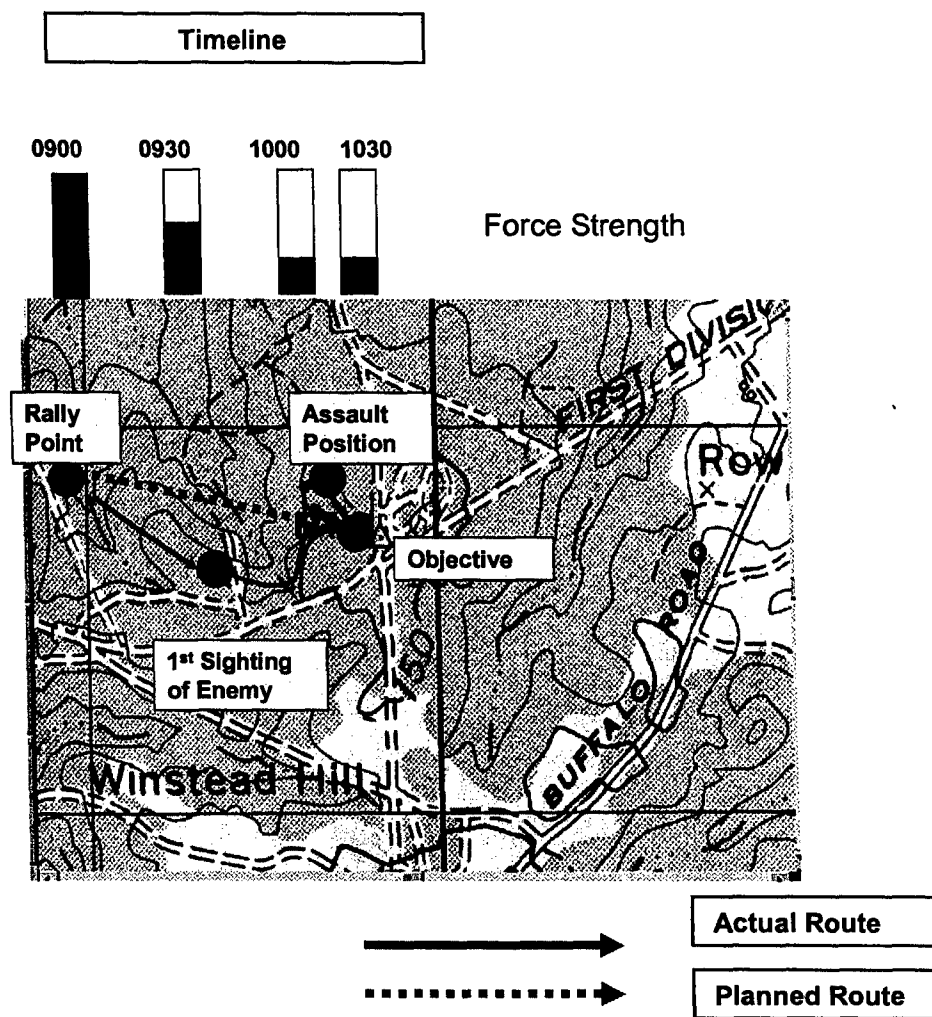 Timeline
0900 0930 1000 1030
Force Strength
FIRST DIVISI
Rally
Point
Assault
Position
Row
Objective
ROAD
1st Sighting
of Enemy
50
BUFFALO
Winstead Hill
Actual Route
Planned Route